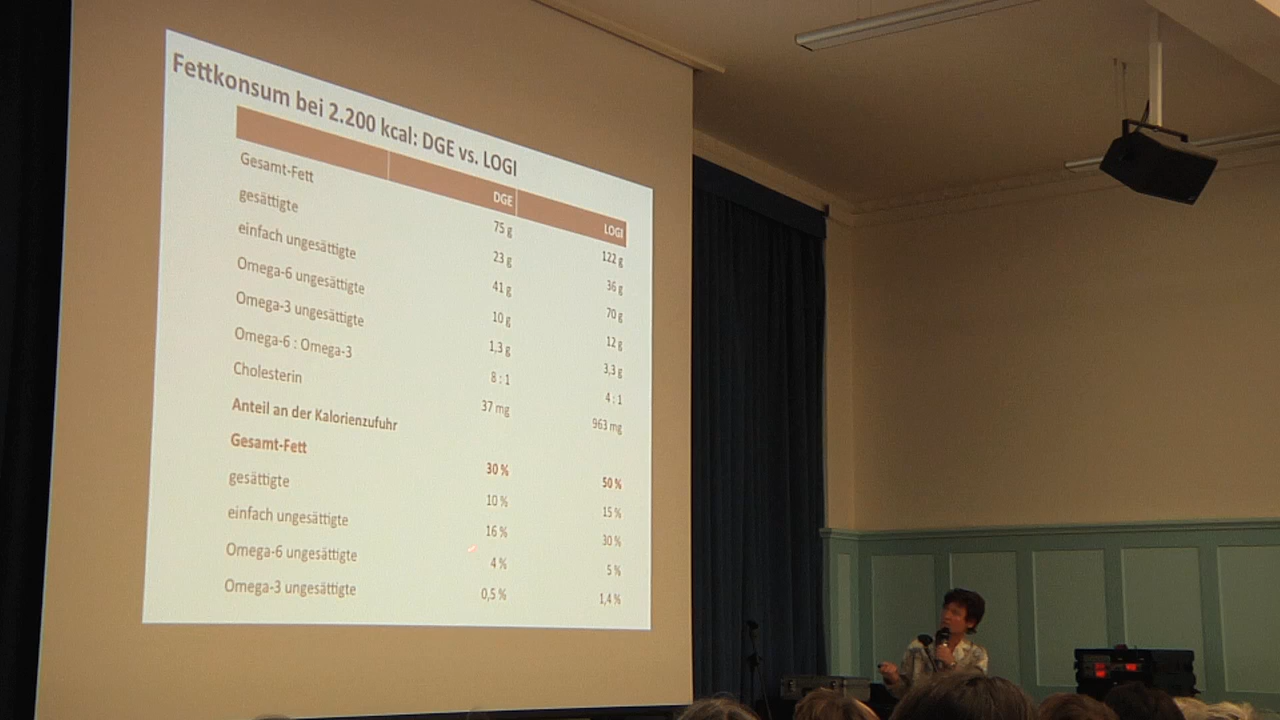 Fettkonsum bei 2.200 kcal: DGE vs. LOGI
DGE LOGI
Gesamt-Fett 75 g 122 g
gesättigte 23 g 36 g
einfach ungesättigte 41 g 70 g
Omega-6 ungesättigte 10 g 12 g
Omega-3 ungesättigte 1,3 g 3,3 g
Omega-6 : Omega-3 8 : 1 4 : 1
Cholesterin 37 mg 963 mg
Anteil an der Kalorienzufuhr
Gesamt-Fett 30 % 50 %
gesättigte 10 % 15 %
einfach ungesättigte 16 % 30 %
Omega-6 ungesättigte 4 % 5 %
Omega-3 ungesättigte 0,5 % 1,4 %